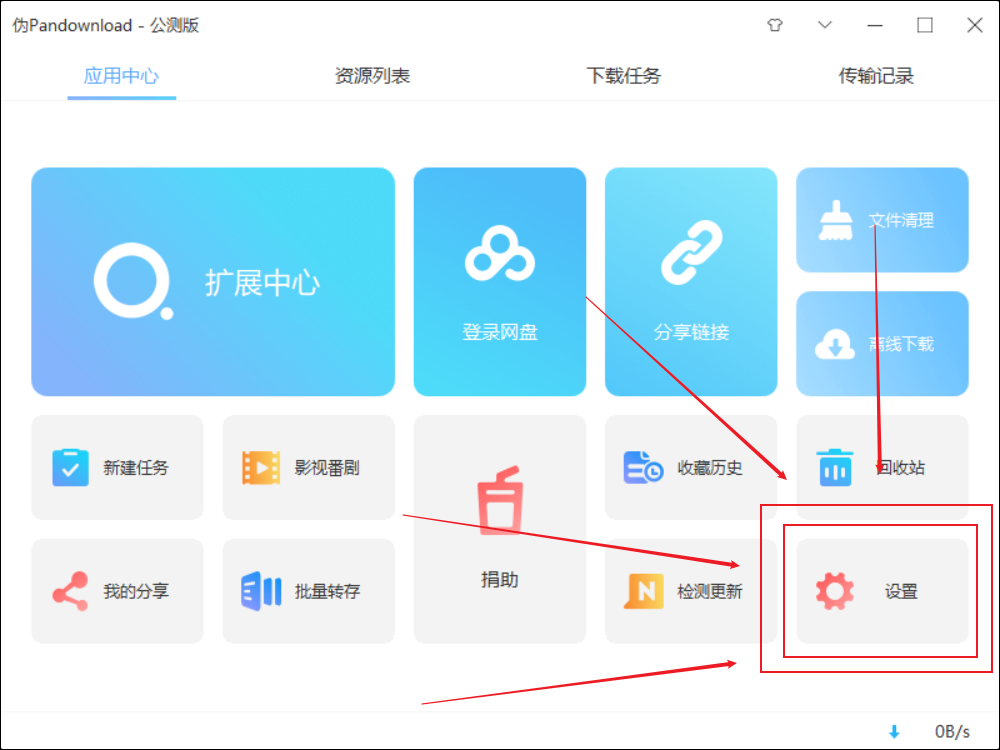 伪Pandownload - 公测版
应用中心
资源列表
下载任务
传输记录
扩展中心
登录网盘
分享链接
文件清理
离线下载
新建任务
影视番剧
捐助
收藏历史
回收站
我的分享
批量转存
检测更新
设置
0B/s